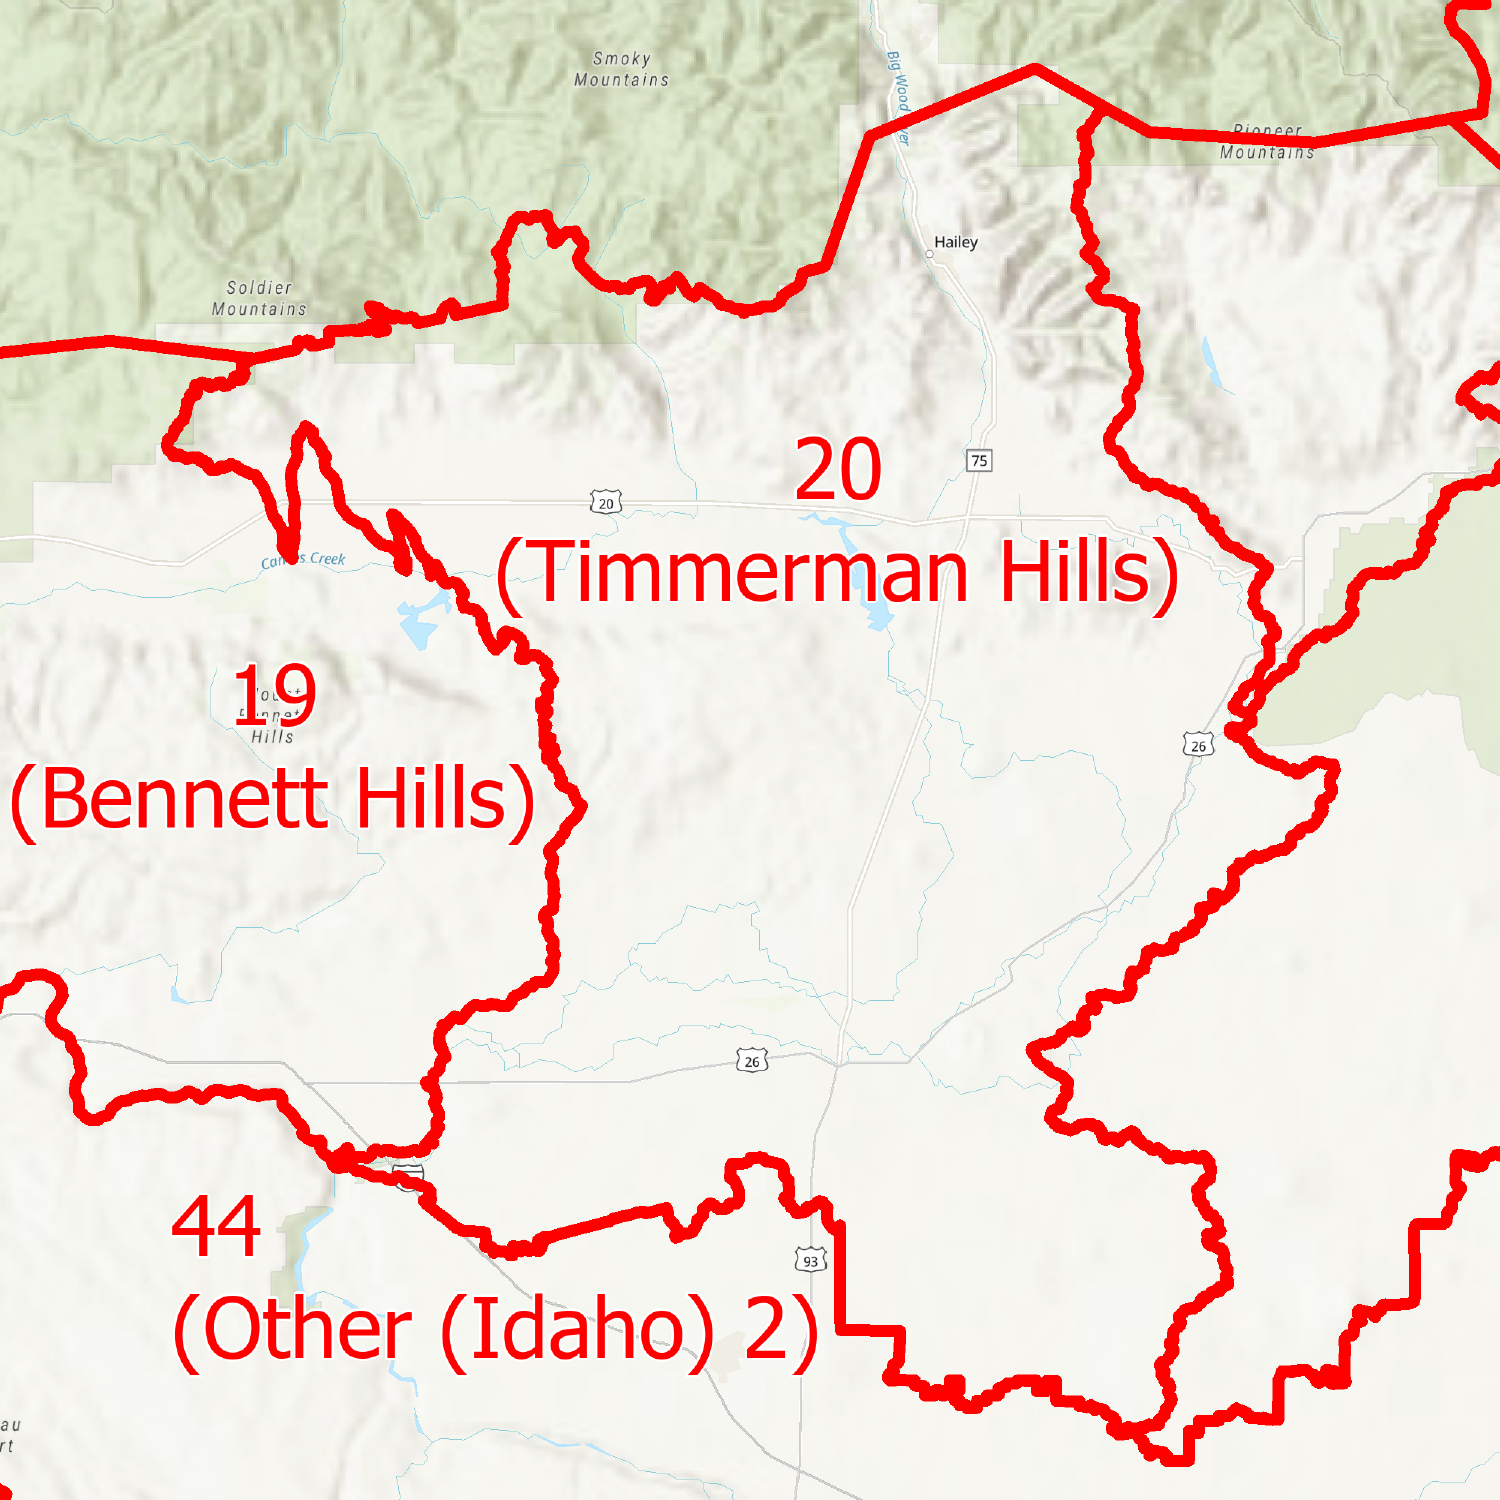 Smoky
Mountains
Big Wood River
Pioneer
Mountains
Hailey
Soldier
Mountains
20
75
20
(Timmerman Hills)
Camas Creek
19
Mount
Bennett
Hills
(Bennett Hills)
26
26
44
(Other (Idaho) 2)
93
au
rt